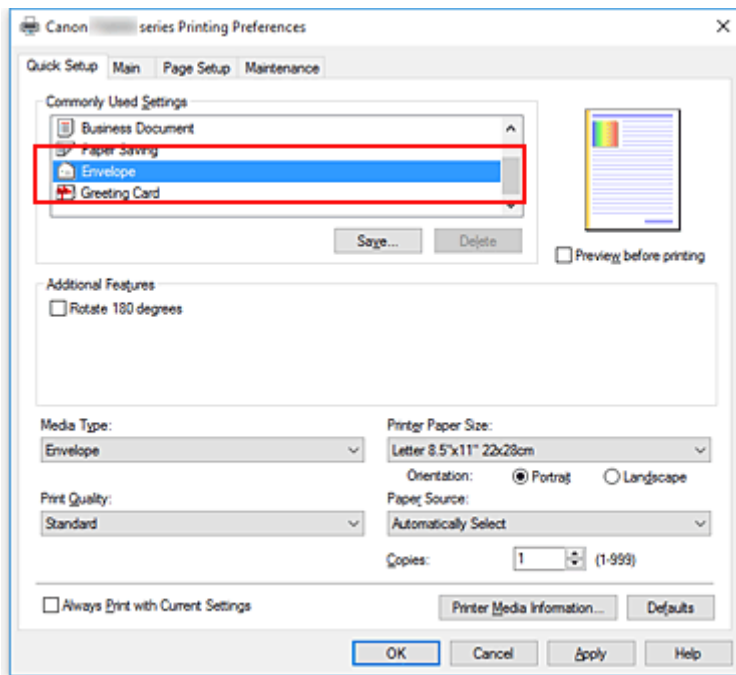 Canon series Printing Preferences
Quick Setup Main Page Setup Maintenance
Commonly Used Settings
Business Document
Paper Saving
Envelope
Greeting Card
Save... Delete
Preview before printing
Additional Features
Rotate 180 degrees
Media Type: Printer Paper Size:
Envelope Letter 8.5"x11" 22x28cm
Orientation: Portrait Landscape
Print Quality: Paper Source:
Standard Automatically Select
Copies: 1 (1-999)
Always Print with Current Settings Printer Media Information... Defaults
OK Cancel Apply Help